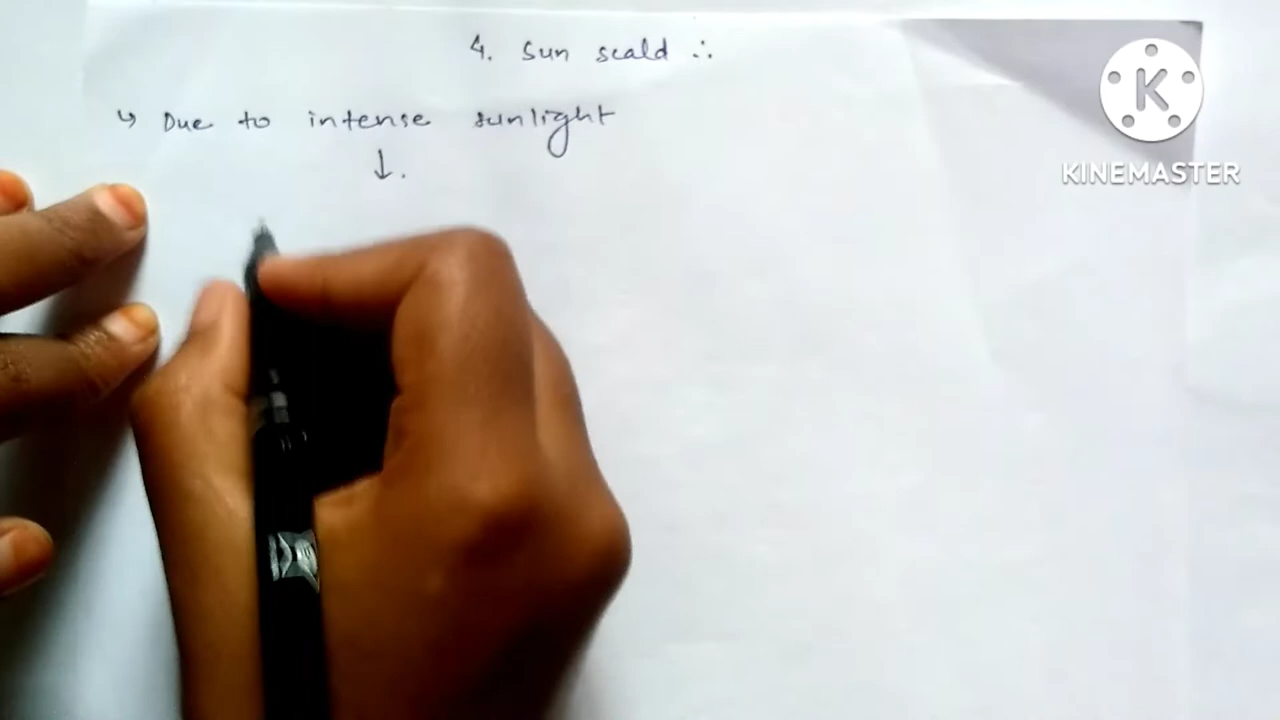 4. Sun scald ∴
↳ Due to intense sunlight
↓.
K
KINEMASTER